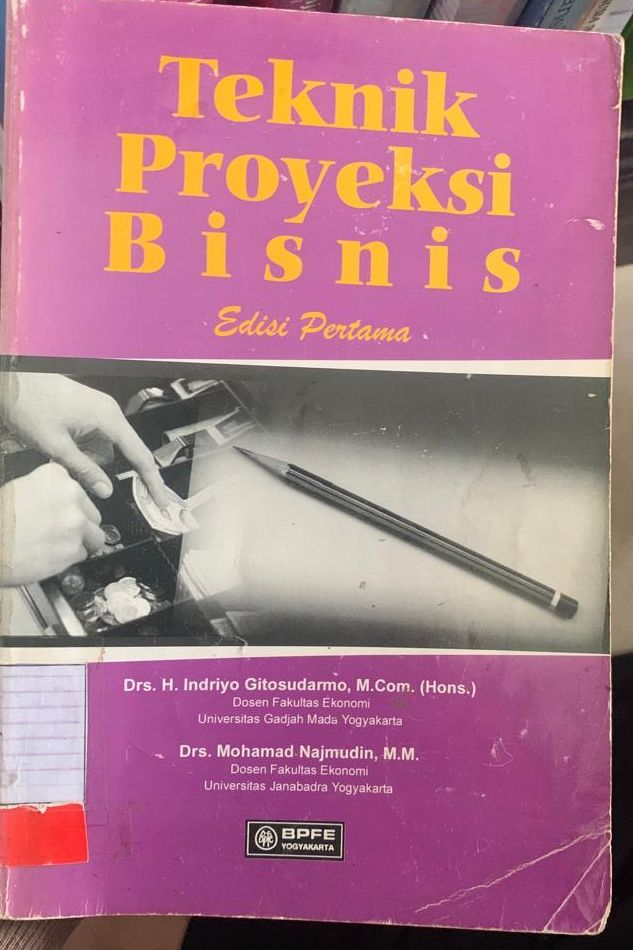 Teknik
Proyeksi
Bisnis
Edisi Pertama
Drs. H. Indriyo Gitosudarmo, M.Com. (Hons.)
Dosen Fakultas Ekonomi
Universitas Gadjah Mada Yogyakarta
Drs. Mohamad Najmudin, M.M.
Dosen Fakultas Ekonomi
Universitas Janabadra Yogyakarta
BPFE
YOGYAKARTA